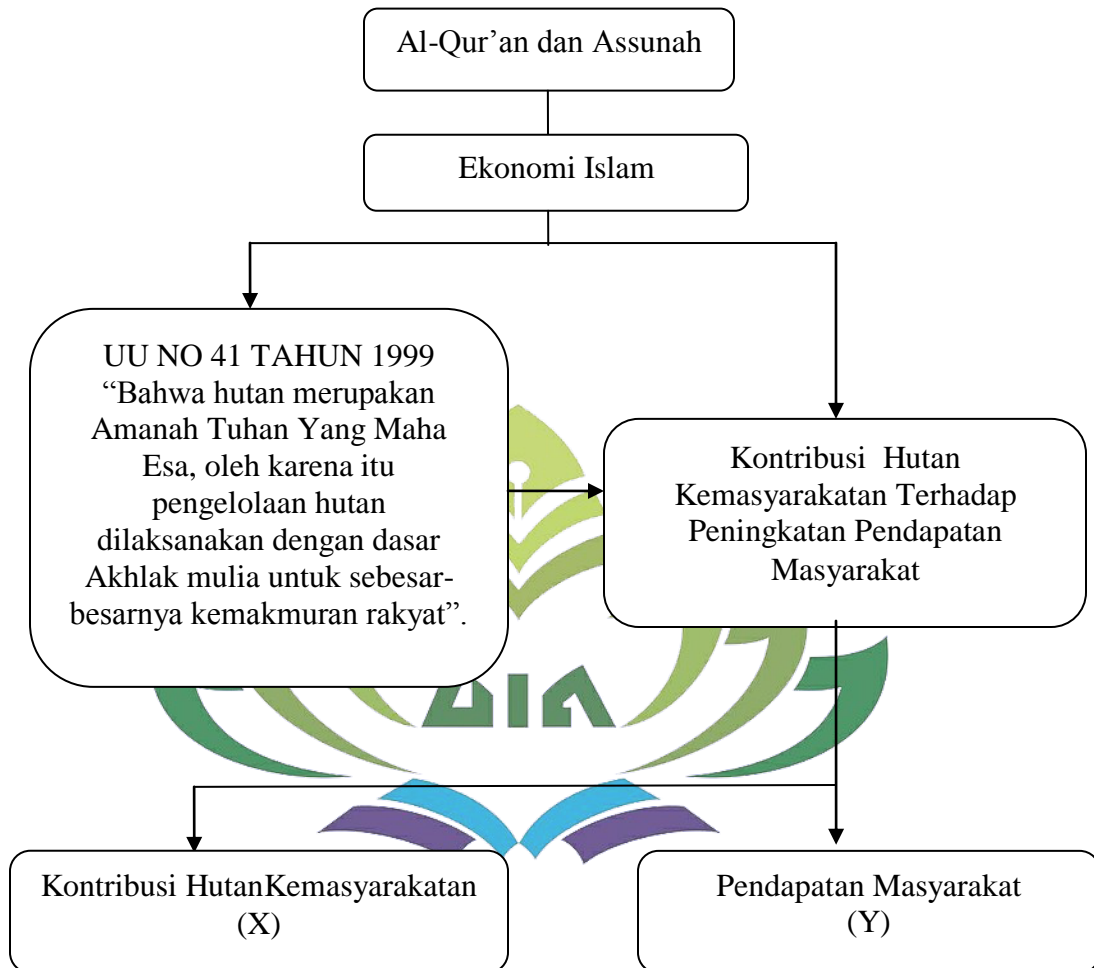 Al-Qur’an dan Assunah
Ekonomi Islam
UU NO 41 TAHUN 1999
“Bahwa hutan merupakan
Amanah Tuhan Yang Maha
Esa, oleh karena itu
pengelolaan hutan
dilaksanakan dengan dasar
Akhlak mulia untuk sebesar-
besarnya kemakmuran rakyat”.
Kontribusi Hutan
Kemasyarakatan Terhadap
Peningkatan Pendapatan
Masyarakat
Kontribusi HutanKemasyarakatan
(X)
Pendapatan Masyarakat
(Y)